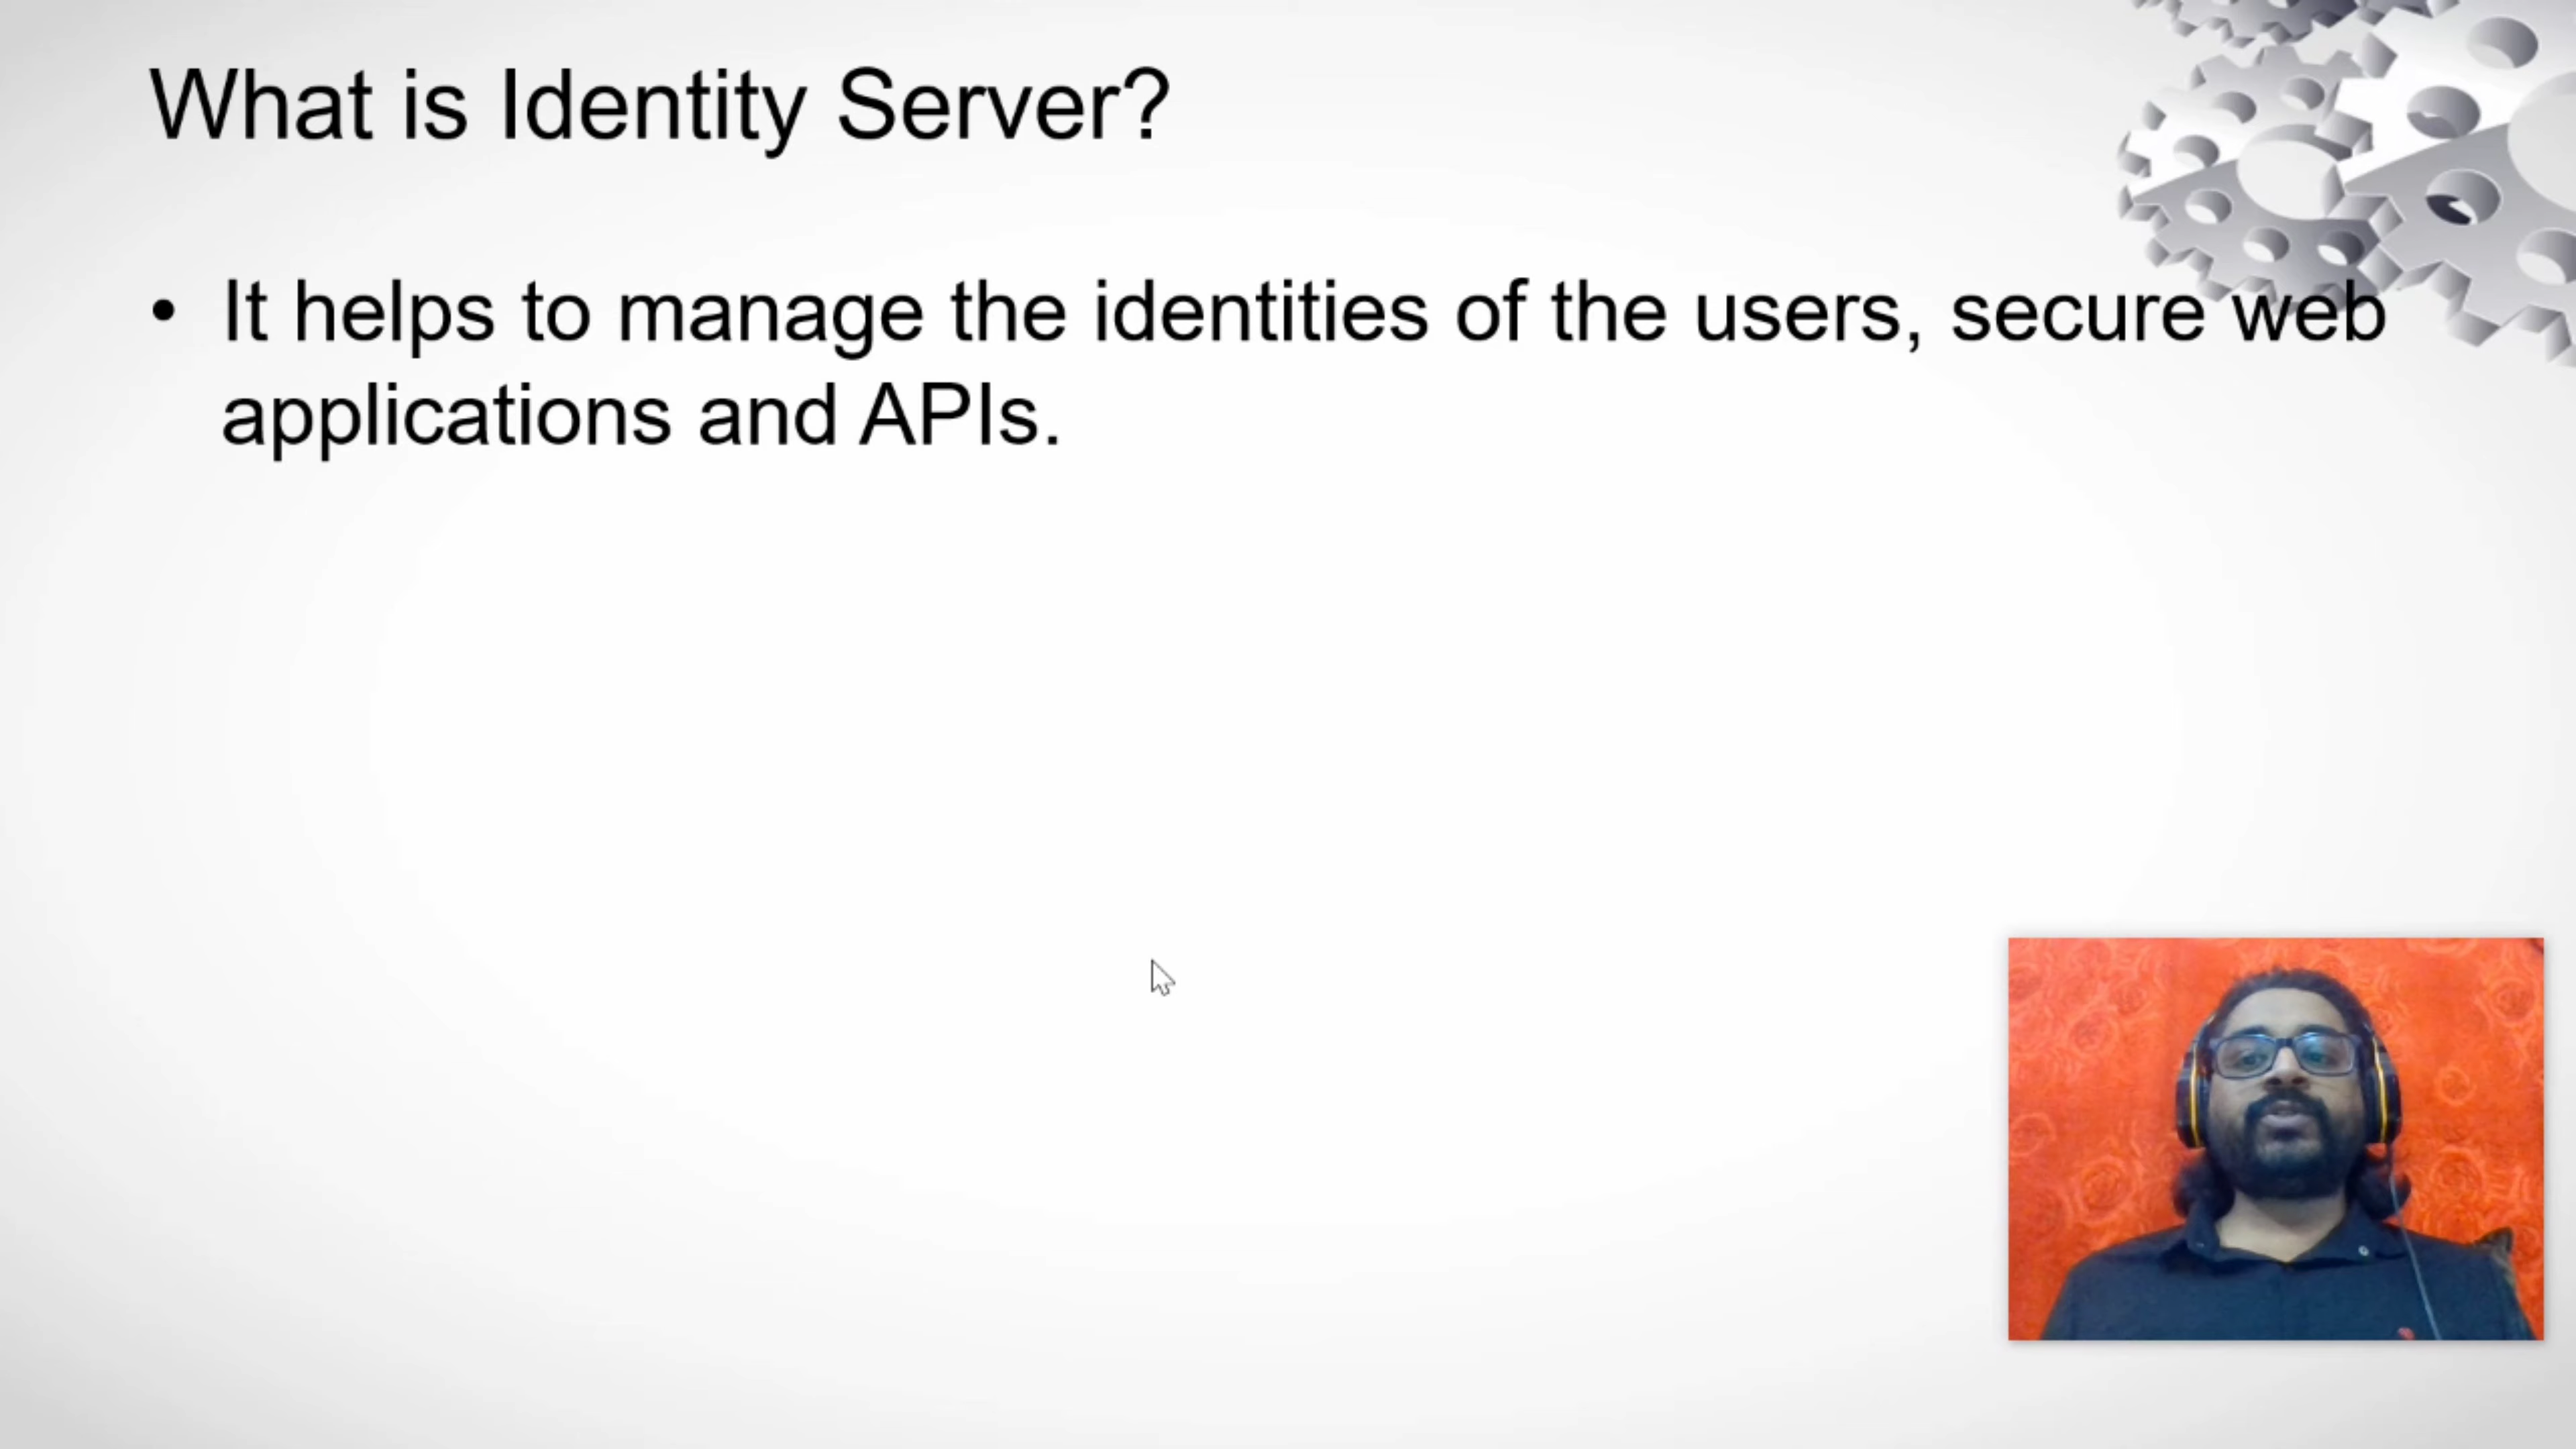 What is Identity Server?
• It helps to manage the identities of the users, secure web
applications and APIs.